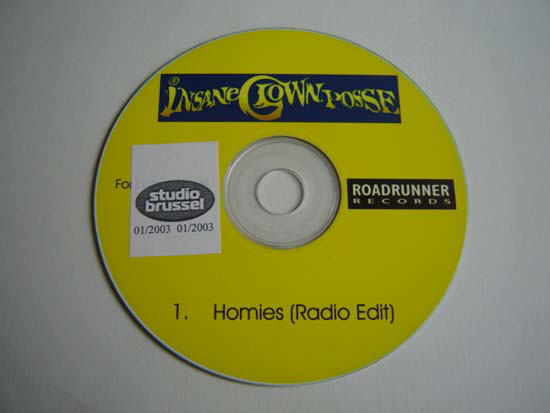 INSANE CLOWN POSSE
For
studio
brussel
01/2003 01/2003
ROADRUNNER
RECORDS
1. Homies (Radio Edit)